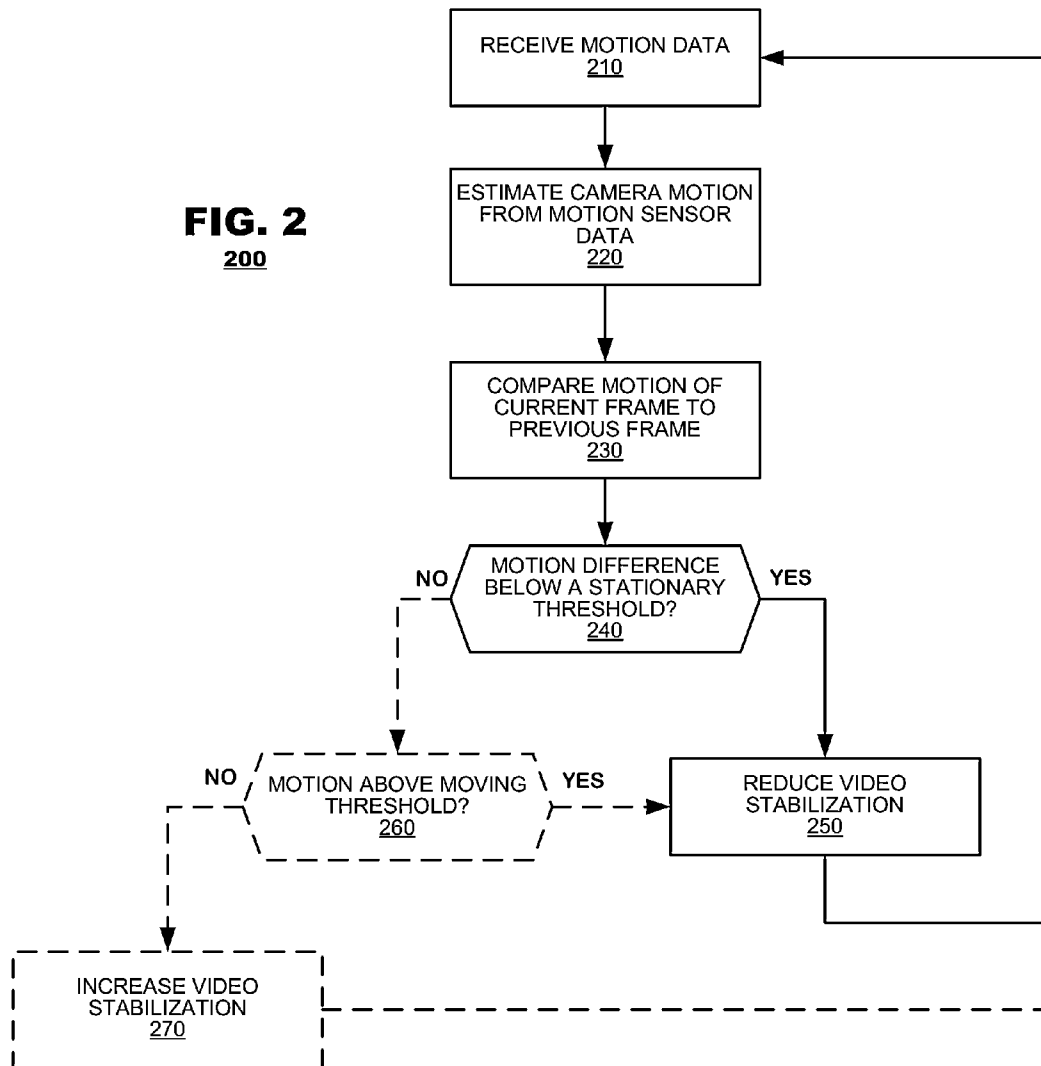 RECEIVE MOTION DATA
210
ESTIMATE CAMERA MOTION
FROM MOTION SENSOR
DATA
220
FIG. 2
200
COMPARE MOTION OF
CURRENT FRAME TO
PREVIOUS FRAME
230
MOTION DIFFERENCE
BELOW A STATIONARY
THRESHOLD?
240
NO
YES
MOTION ABOVE MOVING
THRESHOLD?
260
NO
YES
REDUCE VIDEO
STABILIZATION
250
INCREASE VIDEO
STABILIZATION
270